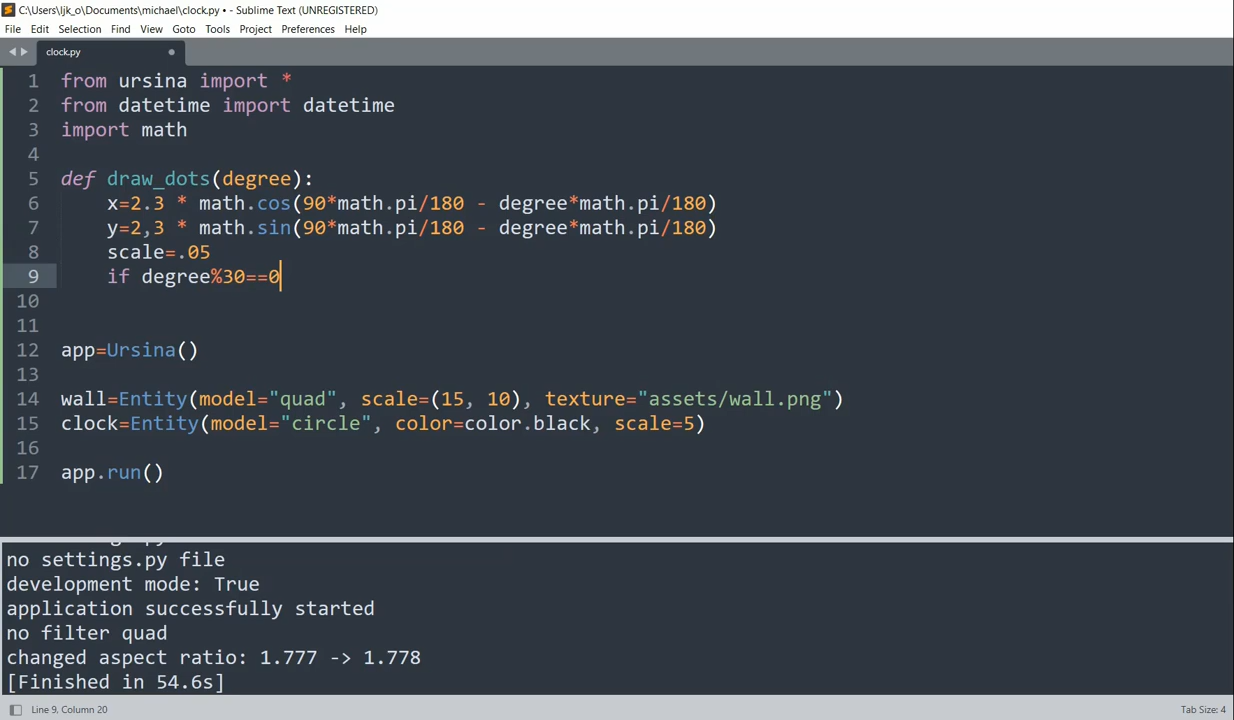 C:\Users\ljk_o\Documents\michael\clock.py • - Sublime Text (UNREGISTERED)
File Edit Selection Find View Goto Tools Project Preferences Help
clock.py
1 from ursina import *
2 from datetime import datetime
3 import math
4
5 def draw_dots(degree):
6     x=2.3 * math.cos(90*math.pi/180 - degree*math.pi/180)
7     y=2,3 * math.sin(90*math.pi/180 - degree*math.pi/180)
8     scale=.05
9     if degree%30==0
10
11
12 app=Ursina()
13
14 wall=Entity(model="quad", scale=(15, 10), texture="assets/wall.png")
15 clock=Entity(model="circle", color=color.black, scale=5)
16
17 app.run()
no settings.py file
development mode: True
application successfully started
no filter quad
changed aspect ratio: 1.777 -> 1.778
[Finished in 54.6s]
Line 9, Column 20 Tab Size: 4